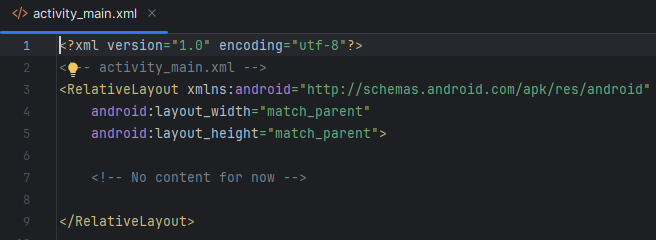 </> activity_main.xml ×
1 <?xml version="1.0" encoding="utf-8"?>
2 <!-- activity_main.xml -->
3 <RelativeLayout xmlns:android="http://schemas.android.com/apk/res/android"
4 android:layout_width="match_parent"
5 android:layout_height="match_parent">
6
7 <!-- No content for now -->
8
9 </RelativeLayout>